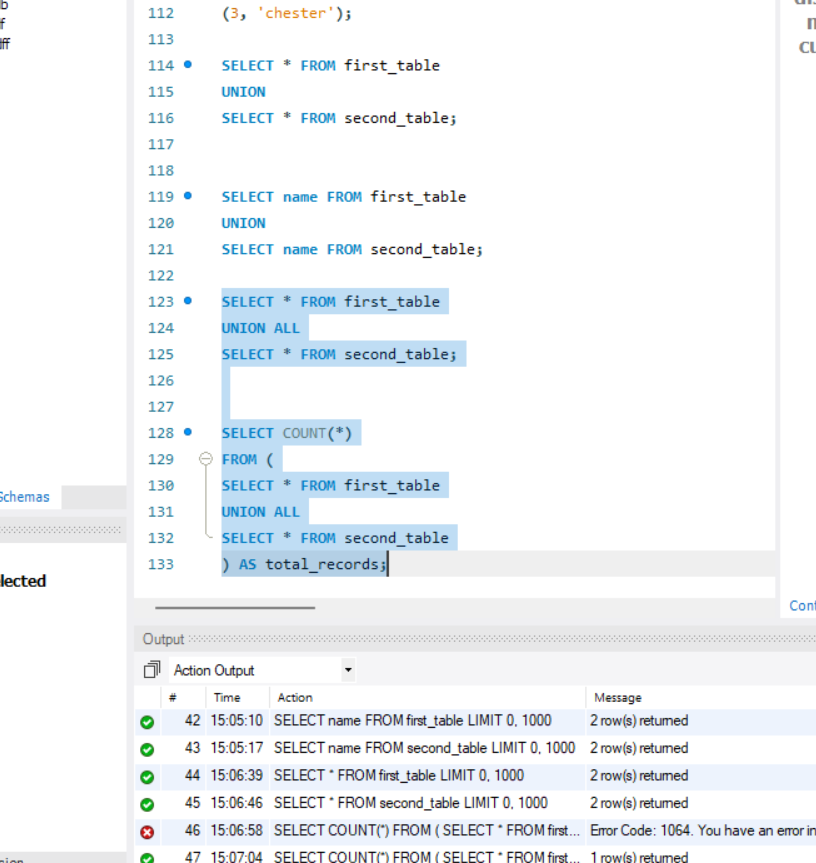 112 (3, 'chester');
113
114 SELECT * FROM first_table
115 UNION
116 SELECT * FROM second_table;
117
118
119 SELECT name FROM first_table
120 UNION
121 SELECT name FROM second_table;
122
123 SELECT * FROM first_table
124 UNION ALL
125 SELECT * FROM second_table;
126
127
128 SELECT COUNT(*)
129 FROM (
130 SELECT * FROM first_table
131 UNION ALL
132 SELECT * FROM second_table
133 ) AS total_records;
Schemas
lected
Cont
Output
Action Output
# Time Action Message
42 15:05:10 SELECT name FROM first_table LIMIT 0, 1000 2 row(s) returned
43 15:05:17 SELECT name FROM second_table LIMIT 0, 1000 2 row(s) returned
44 15:06:39 SELECT * FROM first_table LIMIT 0, 1000 2 row(s) returned
45 15:06:46 SELECT * FROM second_table LIMIT 0, 1000 2 row(s) returned
46 15:06:58 SELECT COUNT(*) FROM ( SELECT * FROM first... Error Code: 1064. You have an error in
47 15:07:04 SELECT COUNT(*) FROM ( SELECT * FROM first... 1 row(s) returned